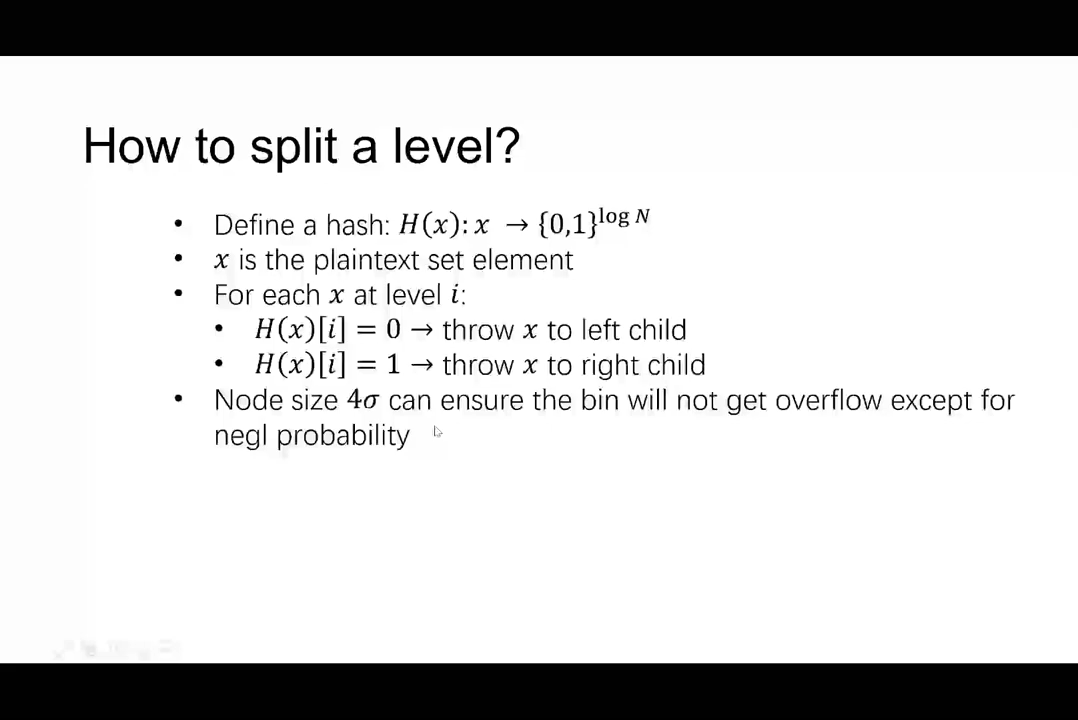 How to split a level?
• Define a hash: H(x): x → {0,1}^{log N}
• x is the plaintext set element
• For each x at level i:
• H(x)[i] = 0 → throw x to left child
• H(x)[i] = 1 → throw x to right child
• Node size 4σ can ensure the bin will not get overflow except for
negl probability